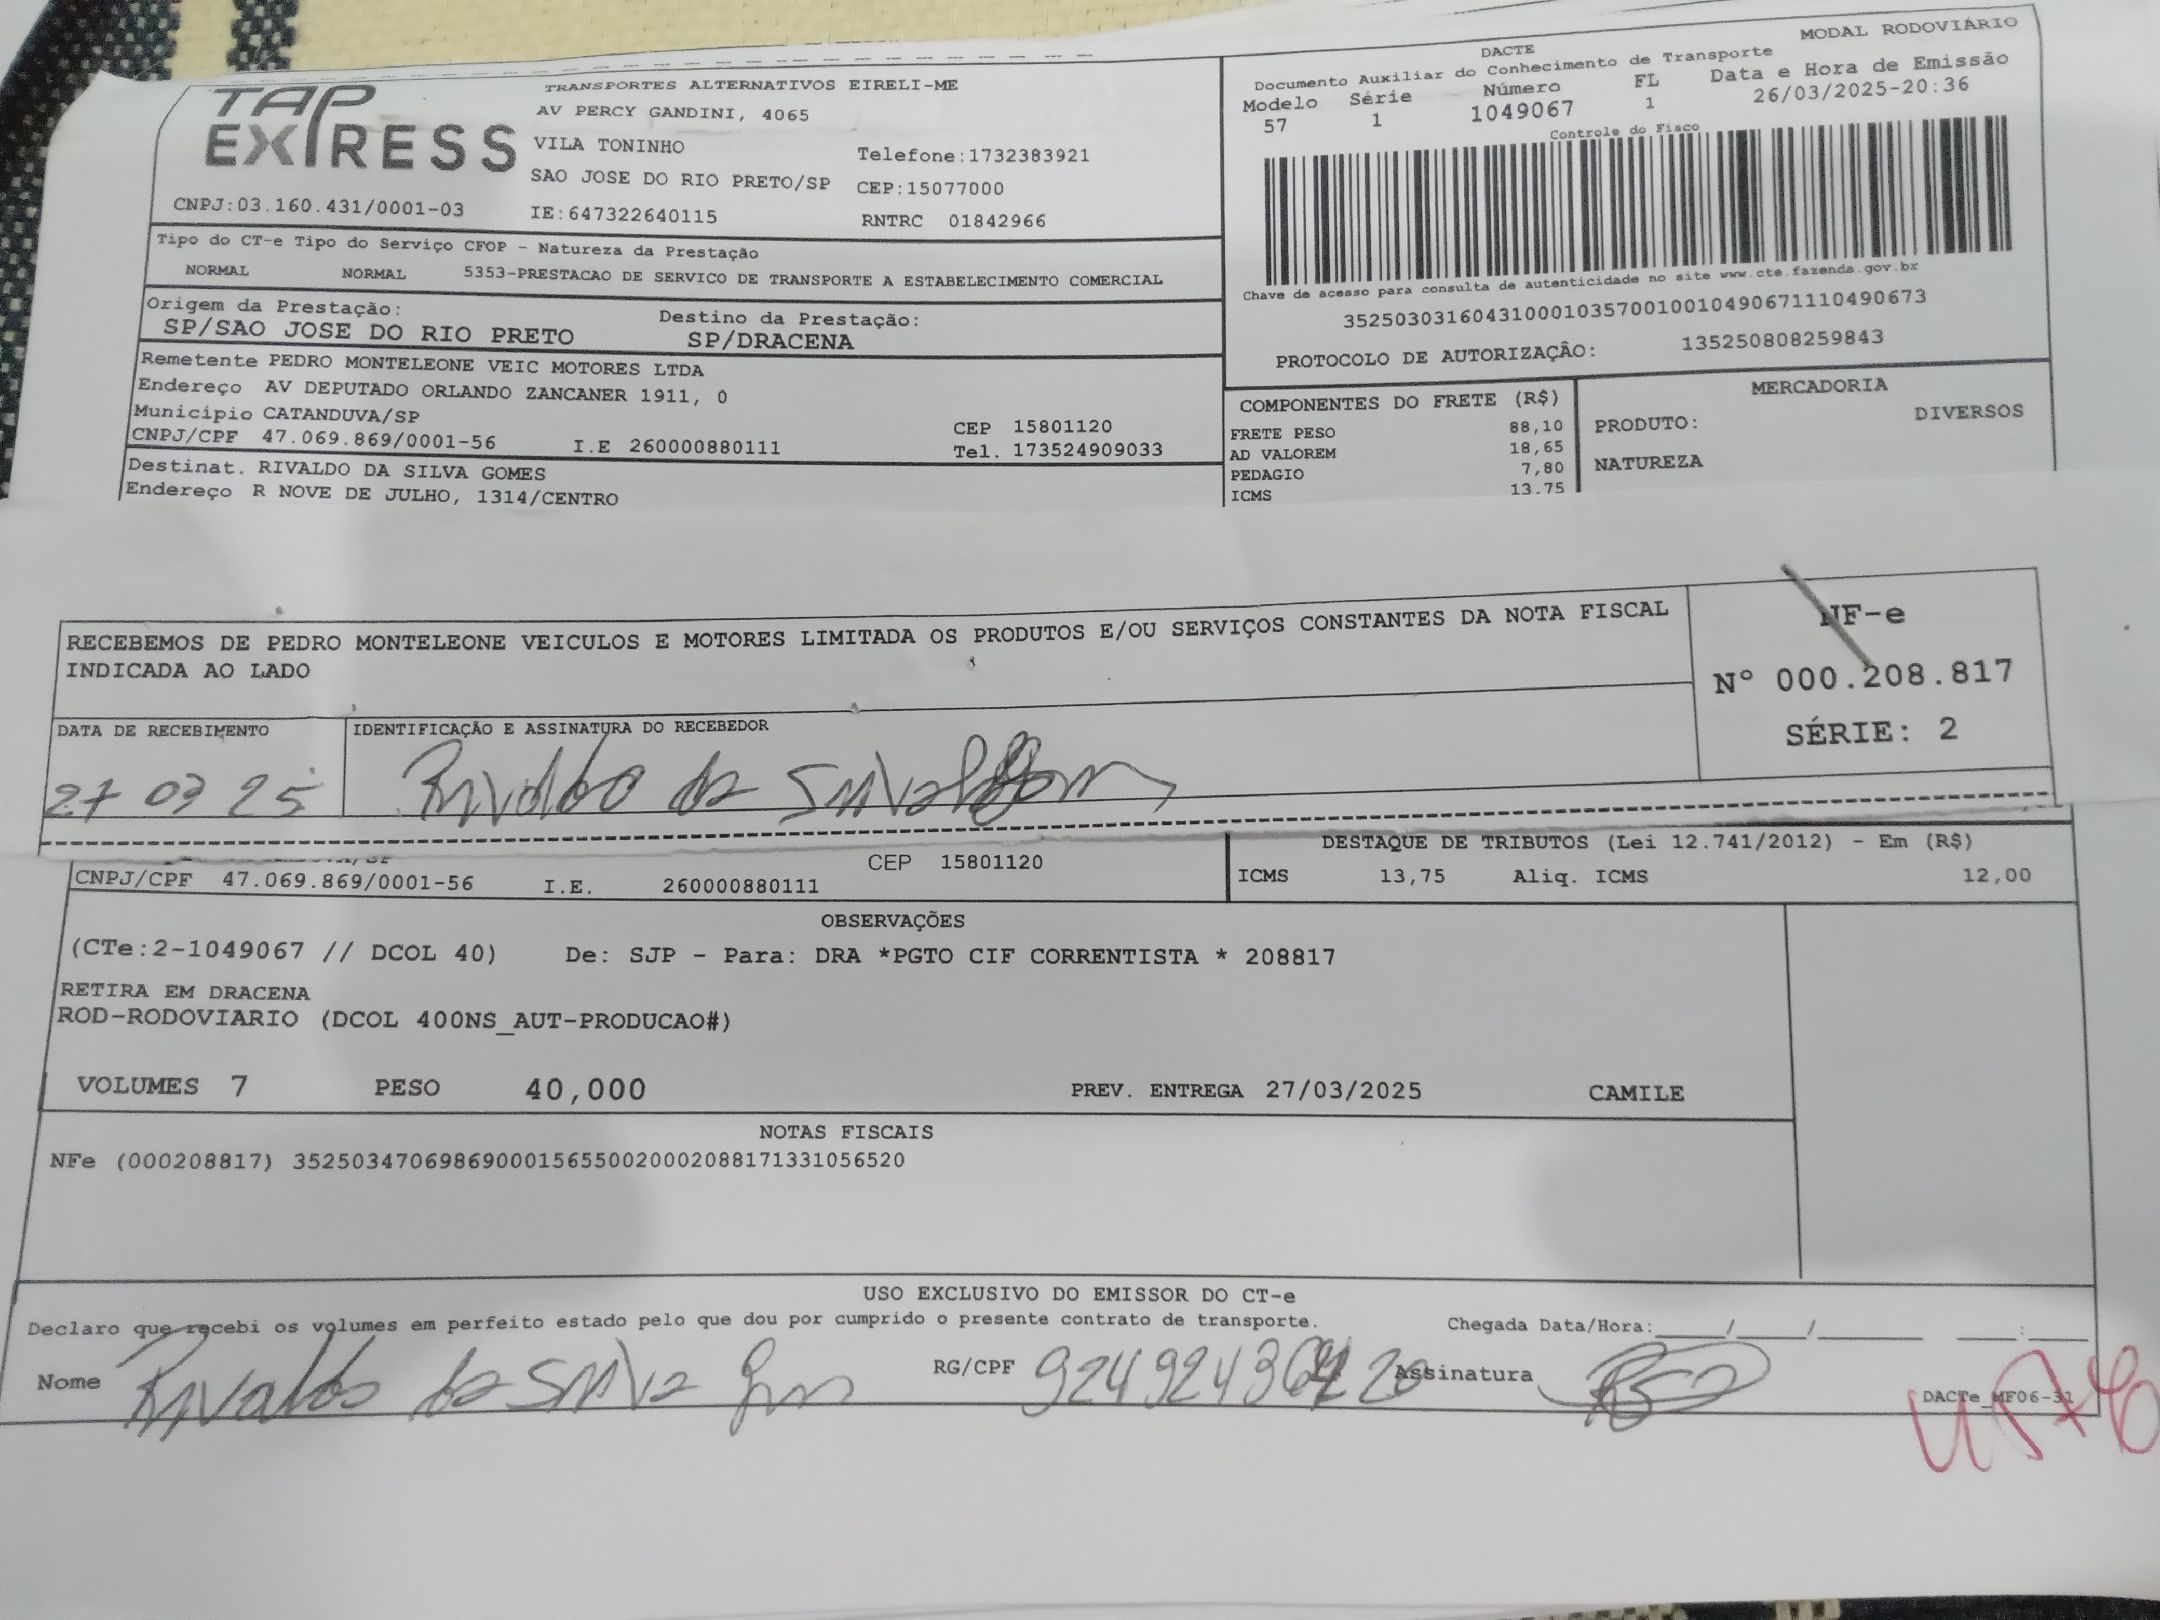 TAP EXPRESS
TRANSPORTES ALTERNATIVOS EIRELI-ME
AV PERCY GANDINI, 4065
VILA TONINHO
Telefone:1732383921
SAO JOSE DO RIO PRETO/SP CEP:15077000
CNPJ:03.160.431/0001-03 IE:647322640115 RNTRC 01842966
MODAL RODOVIÁRIO
DACTE
Documento Auxiliar do Conhecimento de Transporte
Modelo Série Número FL Data e Hora de Emissão
57 1 1049067 1 26/03/2025-20:36
Controle do Fisco
Chave de acesso para consulta de autenticidade no site www.cte.fazenda.gov.br
35250303160431000103570010010490671110490673
PROTOCOLO DE AUTORIZAÇÃO: 135250808259843
Tipo do CT-e Tipo do Serviço CFOP - Natureza da Prestação
NORMAL NORMAL 5353-PRESTACAO DE SERVICO DE TRANSPORTE A ESTABELECIMENTO COMERCIAL
Origem da Prestação: Destino da Prestação:
SP/SAO JOSE DO RIO PRETO SP/DRACENA
Remetente PEDRO MONTELEONE VEIC MOTORES LTDA
Endereço AV DEPUTADO ORLANDO ZANCANER 1911, 0
Município CATANDUVA/SP CEP 15801120
CNPJ/CPF 47.069.869/0001-56 I.E 260000880111 Tel. 173524909033
Destinat. RIVALDO DA SILVA GOMES
Endereço R NOVE DE JULHO, 1314/CENTRO
COMPONENTES DO FRETE (R$)
FRETE PESO 88,10
AD VALOREM 18,65
PEDAGIO 7,80
ICMS 13,75
MERCADORIA
PRODUTO: DIVERSOS
NATUREZA
RECEBEMOS DE PEDRO MONTELEONE VEICULOS E MOTORES LIMITADA OS PRODUTOS E/OU SERVIÇOS CONSTANTES DA NOTA FISCAL
INDICADA AO LADO
NF-e
Nº 000.208.817
SÉRIE: 2
DATA DE RECEBIMENTO IDENTIFICAÇÃO E ASSINATURA DO RECEBEDOR
27 03 25 Rivaldo da Silva
CEP 15801120
CNPJ/CPF 47.069.869/0001-56 I.E. 260000880111
DESTAQUE DE TRIBUTOS (Lei 12.741/2012) - Em (R$)
ICMS 13,75 Aliq. ICMS 12,00
OBSERVAÇÕES
(CTe:2-1049067 // DCOL 40) De: SJP - Para: DRA *PGTO CIF CORRENTISTA * 208817
RETIRA EM DRACENA
ROD-RODOVIARIO (DCOL 400NS_AUT-PRODUCAO#)
VOLUMES 7 PESO 40,000 PREV. ENTREGA 27/03/2025 CAMILE
NOTAS FISCAIS
NFe (000208817) 35250347069869000156550020002088171331056520
USO EXCLUSIVO DO EMISSOR DO CT-e
Declaro que recebi os volumes em perfeito estado pelo que dou por cumprido o presente contrato de transporte. Chegada Data/Hora:____/____/______ ____:____
Nome Rivaldo da Silva RG/CPF Assinatura
DACTe_MF06-31